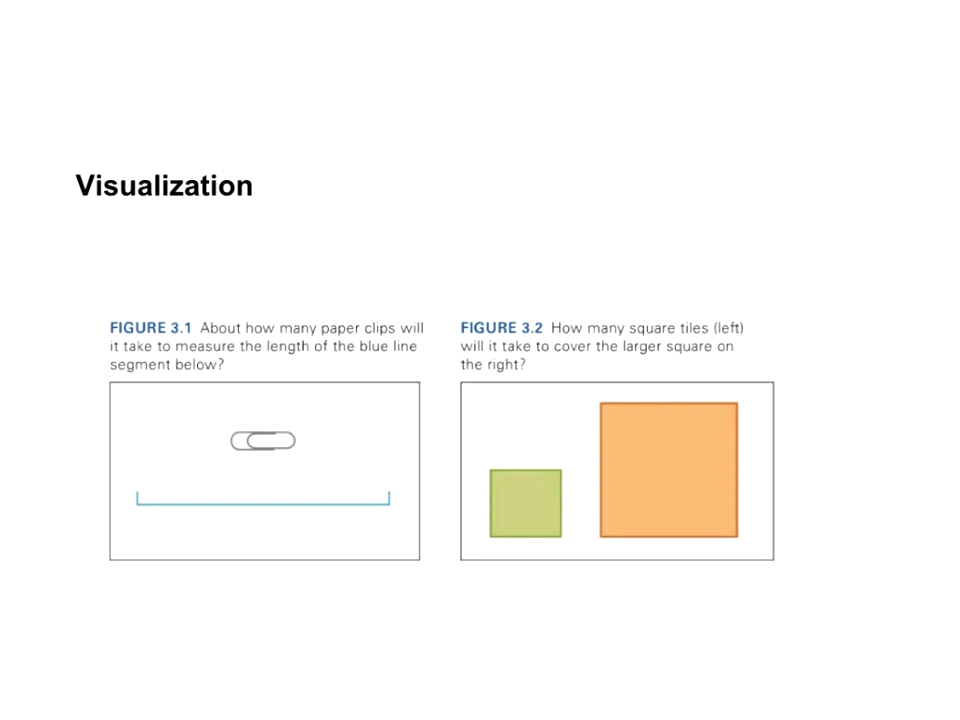 Visualization
FIGURE 3.1 About how many paper clips will
it take to measure the length of the blue line
segment below?
FIGURE 3.2 How many square tiles (left)
will it take to cover the larger square on
the right?